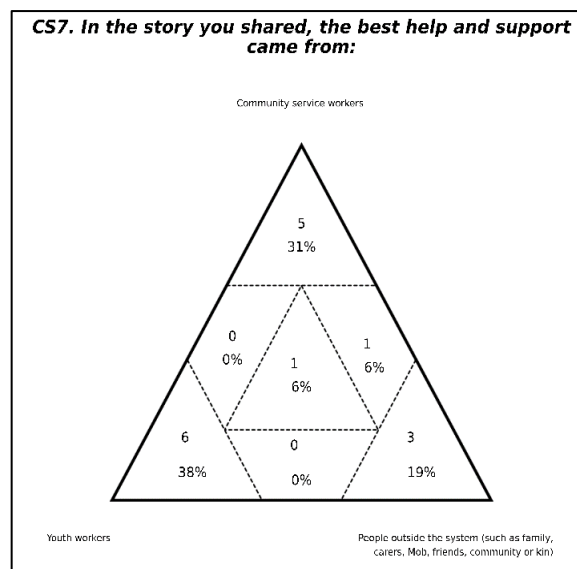 CS7. In the story you shared, the best help and support
came from:
Community service workers
5
31%
0
0%
1
6%
1
6%
6
38%
0
0%
3
19%
Youth workers
People outside the system (such as family,
carers, Mob, friends, community or kin)